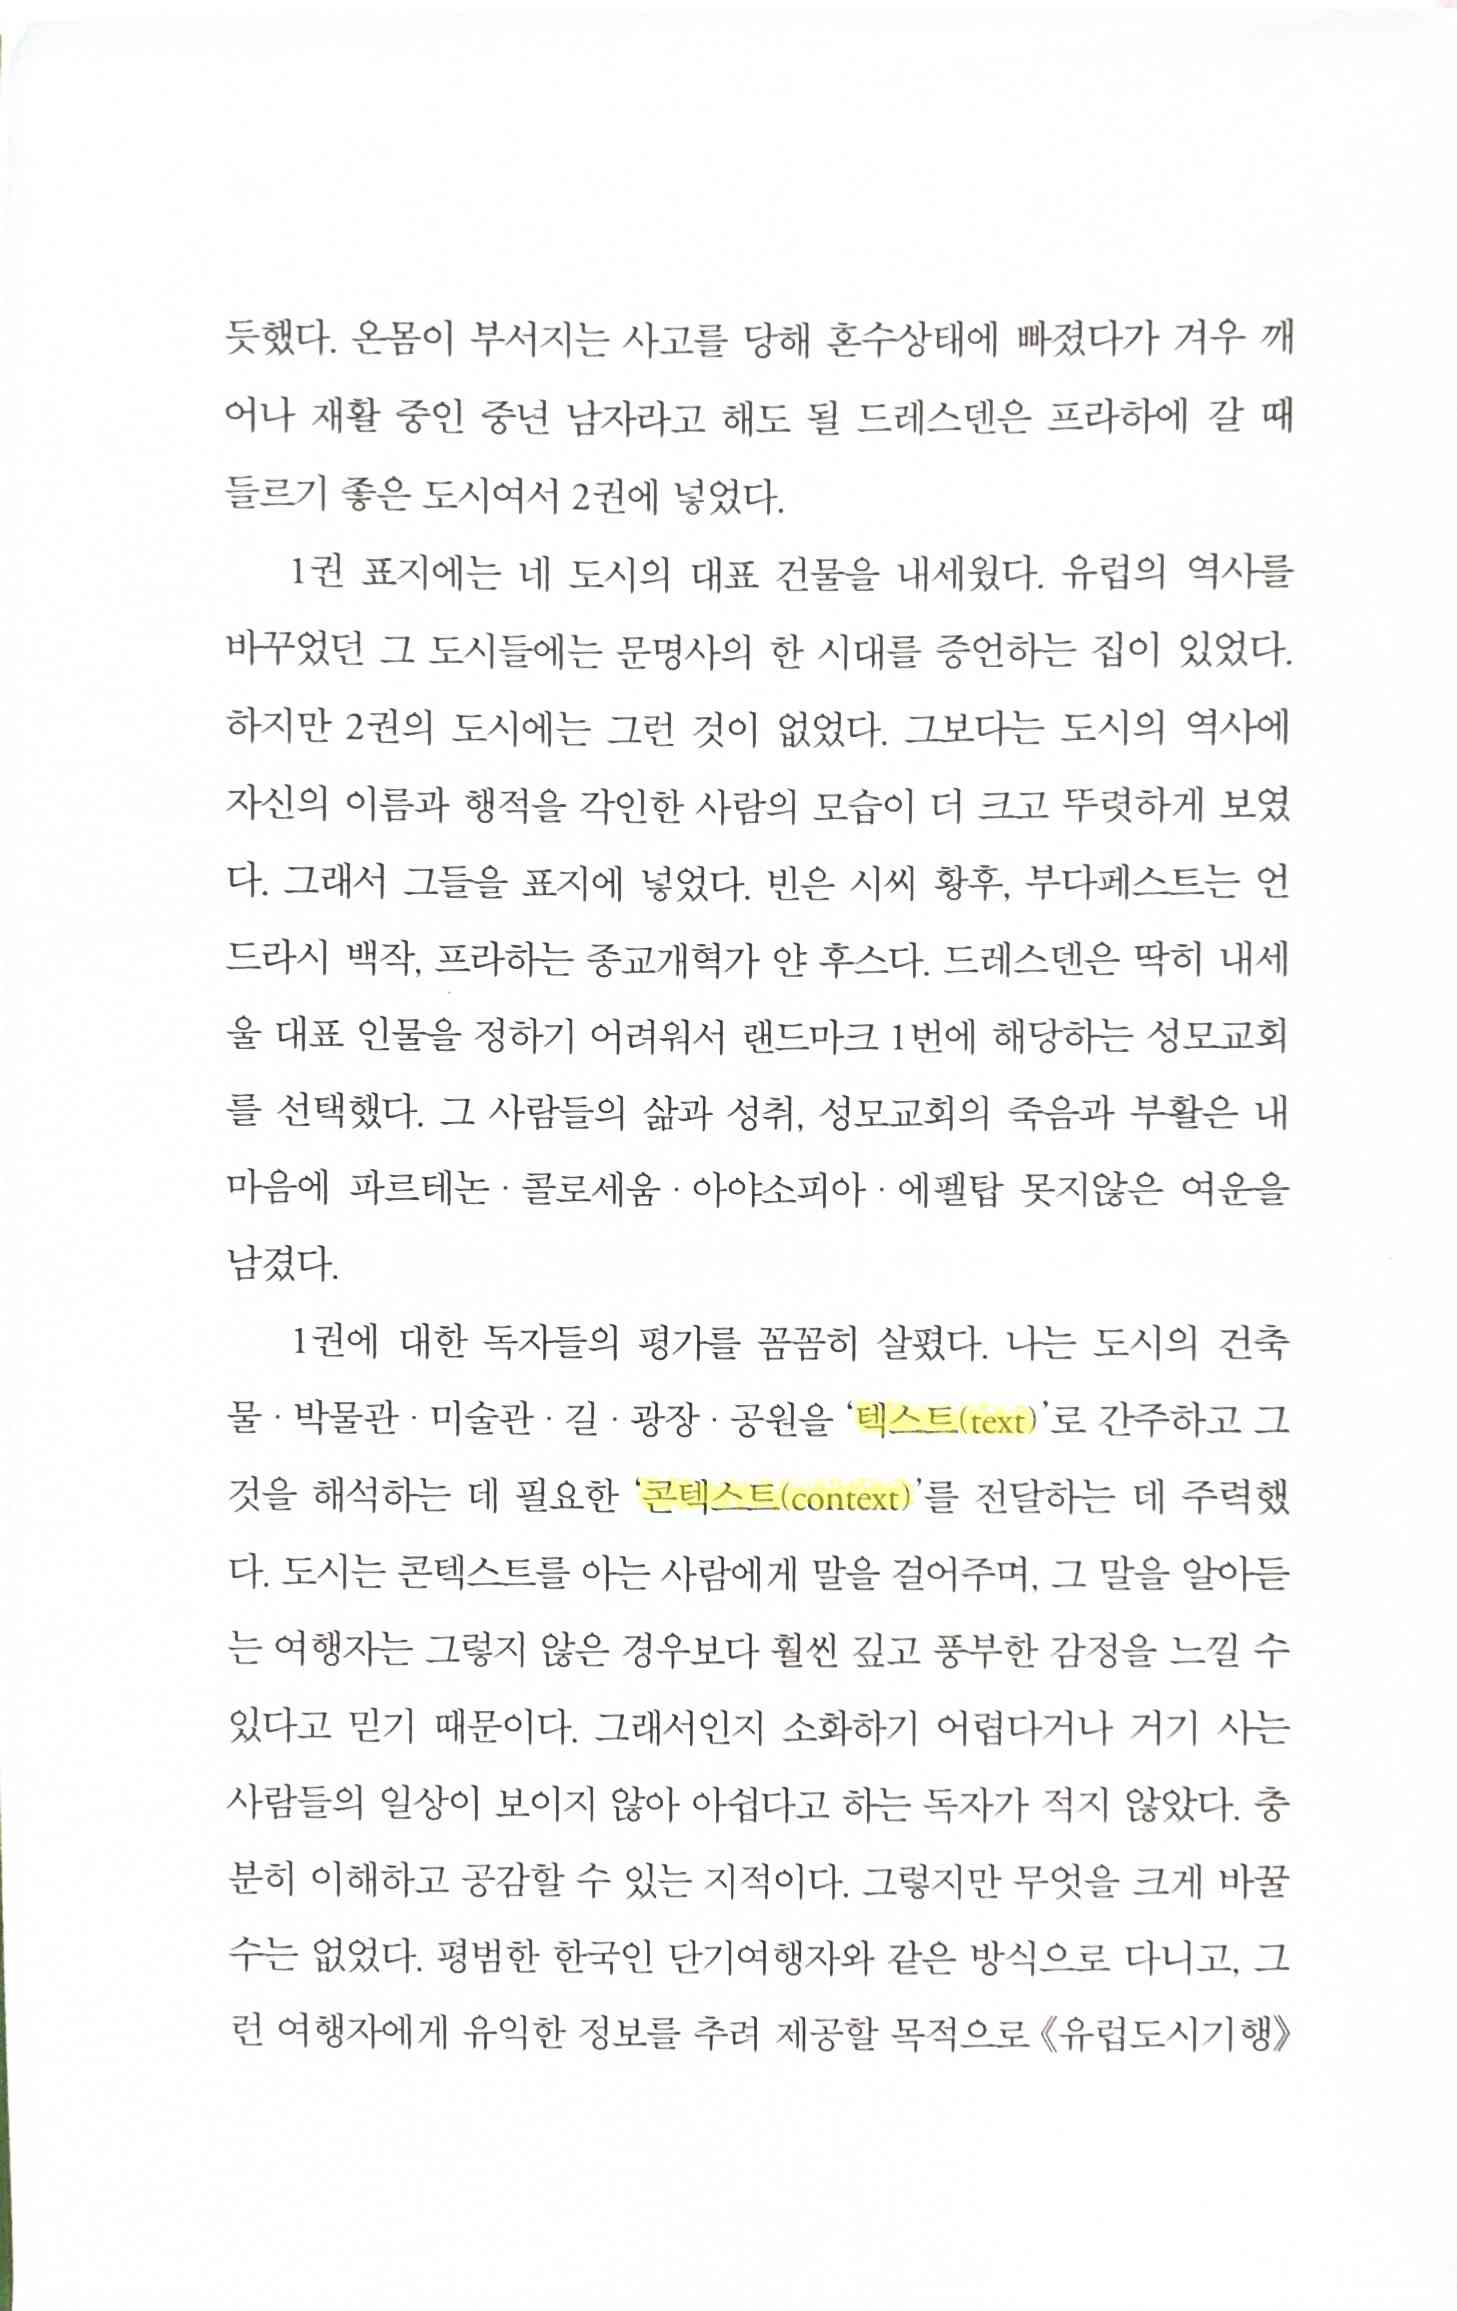 듯했다. 온몸이 부서지는 사고를 당해 혼수상태에 빠졌다가 겨우 깨
어나 재활 중인 중년 남자라고 해도 될 드레스덴은 프라하에 갈 때
들르기 좋은 도시여서 2권에 넣었다.
1권 표지에는 네 도시의 대표 건물을 내세웠다. 유럽의 역사를
바꾸었던 그 도시들에는 문명사의 한 시대를 증언하는 집이 있었다.
하지만 2권의 도시에는 그런 것이 없었다. 그보다는 도시의 역사에
자신의 이름과 행적을 각인한 사람의 모습이 더 크고 뚜렷하게 보였
다. 그래서 그들을 표지에 넣었다. 빈은 시씨 황후, 부다페스트는 언
드라시 백작, 프라하는 종교개혁가 얀 후스다. 드레스덴은 딱히 내세
울 대표 인물을 정하기 어려워서 랜드마크 1번에 해당하는 성모교회
를 선택했다. 그 사람들의 삶과 성취, 성모교회의 죽음과 부활은 내
마음에 파르테논 · 콜로세움 · 아야소피아 · 에펠탑 못지않은 여운을
남겼다.
1권에 대한 독자들의 평가를 꼼꼼히 살폈다. 나는 도시의 건축
물 · 박물관 · 미술관 · 길 · 광장 · 공원을 ‘텍스트(text)’로 간주하고 그
것을 해석하는 데 필요한 ‘콘텍스트(context)’를 전달하는 데 주력했
다. 도시는 콘텍스트를 아는 사람에게 말을 걸어주며, 그 말을 알아듣
는 여행자는 그렇지 않은 경우보다 훨씬 깊고 풍부한 감정을 느낄 수
있다고 믿기 때문이다. 그래서인지 소화하기 어렵다거나 거기 사는
사람들의 일상이 보이지 않아 아쉽다고 하는 독자가 적지 않았다. 충
분히 이해하고 공감할 수 있는 지적이다. 그렇지만 무엇을 크게 바꿀
수는 없었다. 평범한 한국인 단기여행자와 같은 방식으로 다니고, 그
런 여행자에게 유익한 정보를 추려 제공할 목적으로 《유럽도시기행》